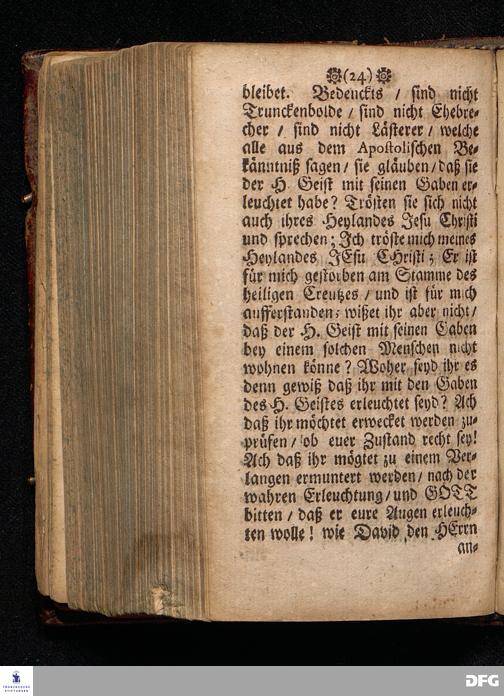 (24)
bleibet. Bedenckts / sind nicht
Trunckenbolde / sind nicht Ehebre-
cher / sind nicht Lästerer / welche
alle aus dem Apostolischen Be-
känntniß sagen / sie gläuben / daß sie
der H. Geist mit seinen Gaben er-
leuchtet habe? Trösten sie sich nicht
auch ihres Heylandes Jesu Christi
und sprechen; Ich tröste mich meines
Heylandes JEsu CHristi; Er ist
für mich gestorben am Stamme des
heiligen Creutzes / und ist für mich
aufferstanden; wißet ihr aber nicht /
daß der H. Geist mit seinen Gaben
bey einem solchen Menschen nicht
wohnen könne? Woher seyd ihr es
denn gewiß daß ihr mit den Gaben
des H. Geistes erleuchtet seyd? Ach
daß ihr möchtet erwecket werden zu-
prüfen / ob euer Zustand recht sey!
Ach daß ihr mögtet zu einem Ver-
langen ermuntert werden / nach der
wahren Erleuchtung / und GOTT
bitten / daß er eure Augen erleuch-
ten wolle! wie David den HErrn
an-
FRANCKESCHE
STIFTUNGEN
DFG